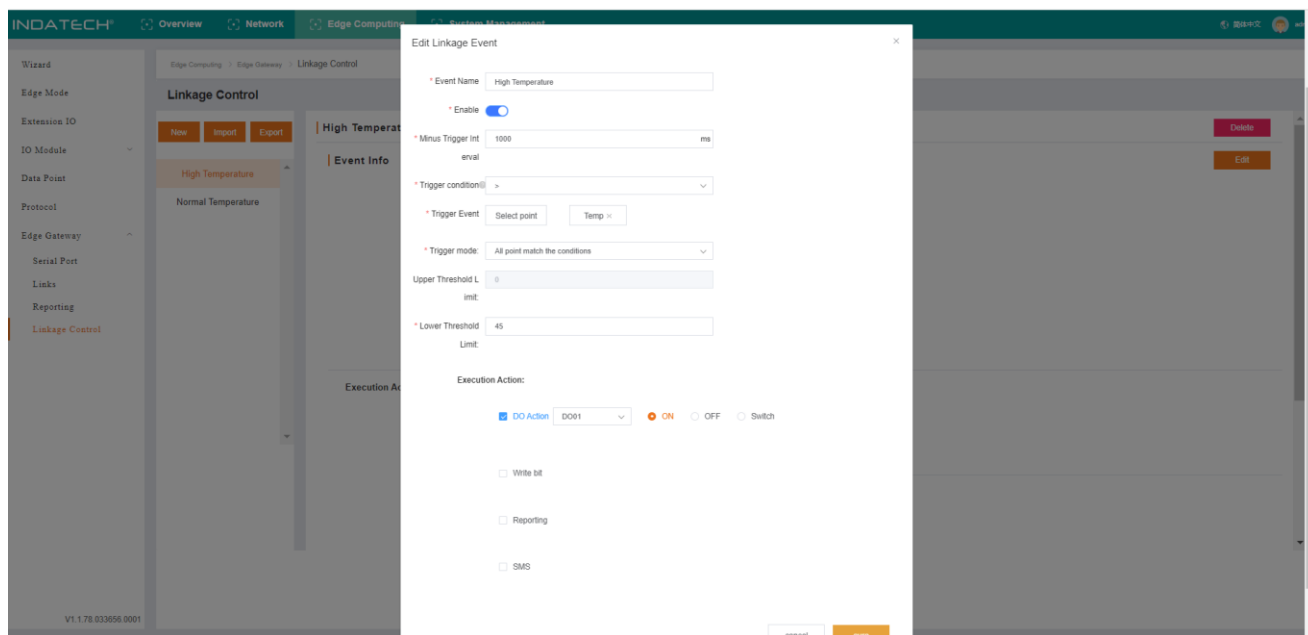 INDATECH®
Overview
Network
Edge Computing
System Management
简体中文
Wizard
Edge Mode
Extension IO
IO Module
Data Point
Protocol
Edge Gateway
Serial Port
Links
Reporting
Linkage Control
V1.1.78.033656.0001
Edge Computing > Edge Gateway > Linkage Control
Linkage Control
New
Import
Export
High Temperature
Normal Temperature
High Temperat
Delete
Event Info
Edit
Execution Ac
Edit Linkage Event
×
* Event Name
High Temperature
* Enable
* Minus Trigger Int
erval
1000
ms
* Trigger condition
>
* Trigger Event
Select point
Temp ×
* Trigger mode:
All point match the conditions
Upper Threshold L
imit:
0
* Lower Threshold
Limit:
45
Execution Action:
DO Action
DO01
ON
OFF
Switch
Write bit
Reporting
SMS
cancel